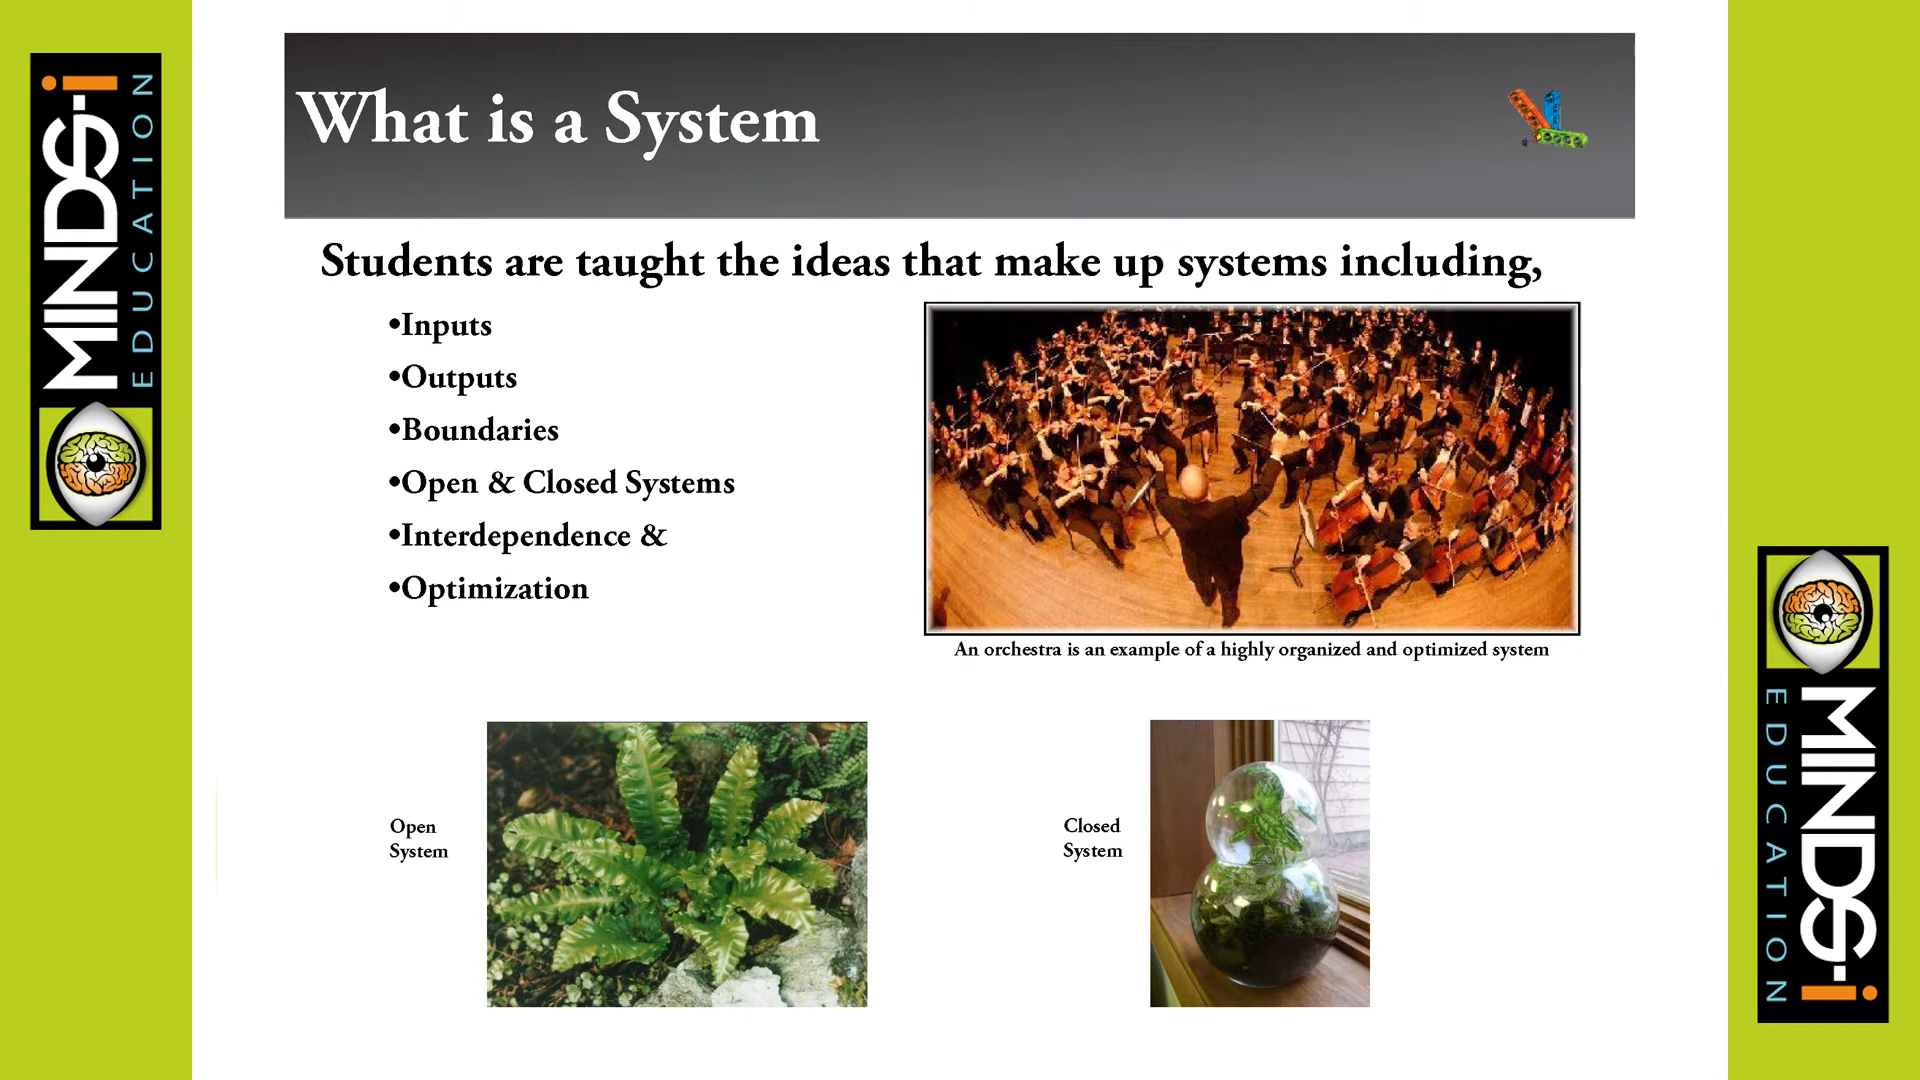 MINDS-i
EDUCATION
What is a System
Students are taught the ideas that make up systems including,
•Inputs
•Outputs
•Boundaries
•Open & Closed Systems
•Interdependence &
•Optimization
An orchestra is an example of a highly organized and optimized system
Open
System
Closed
System
MINDS-i
EDUCATION